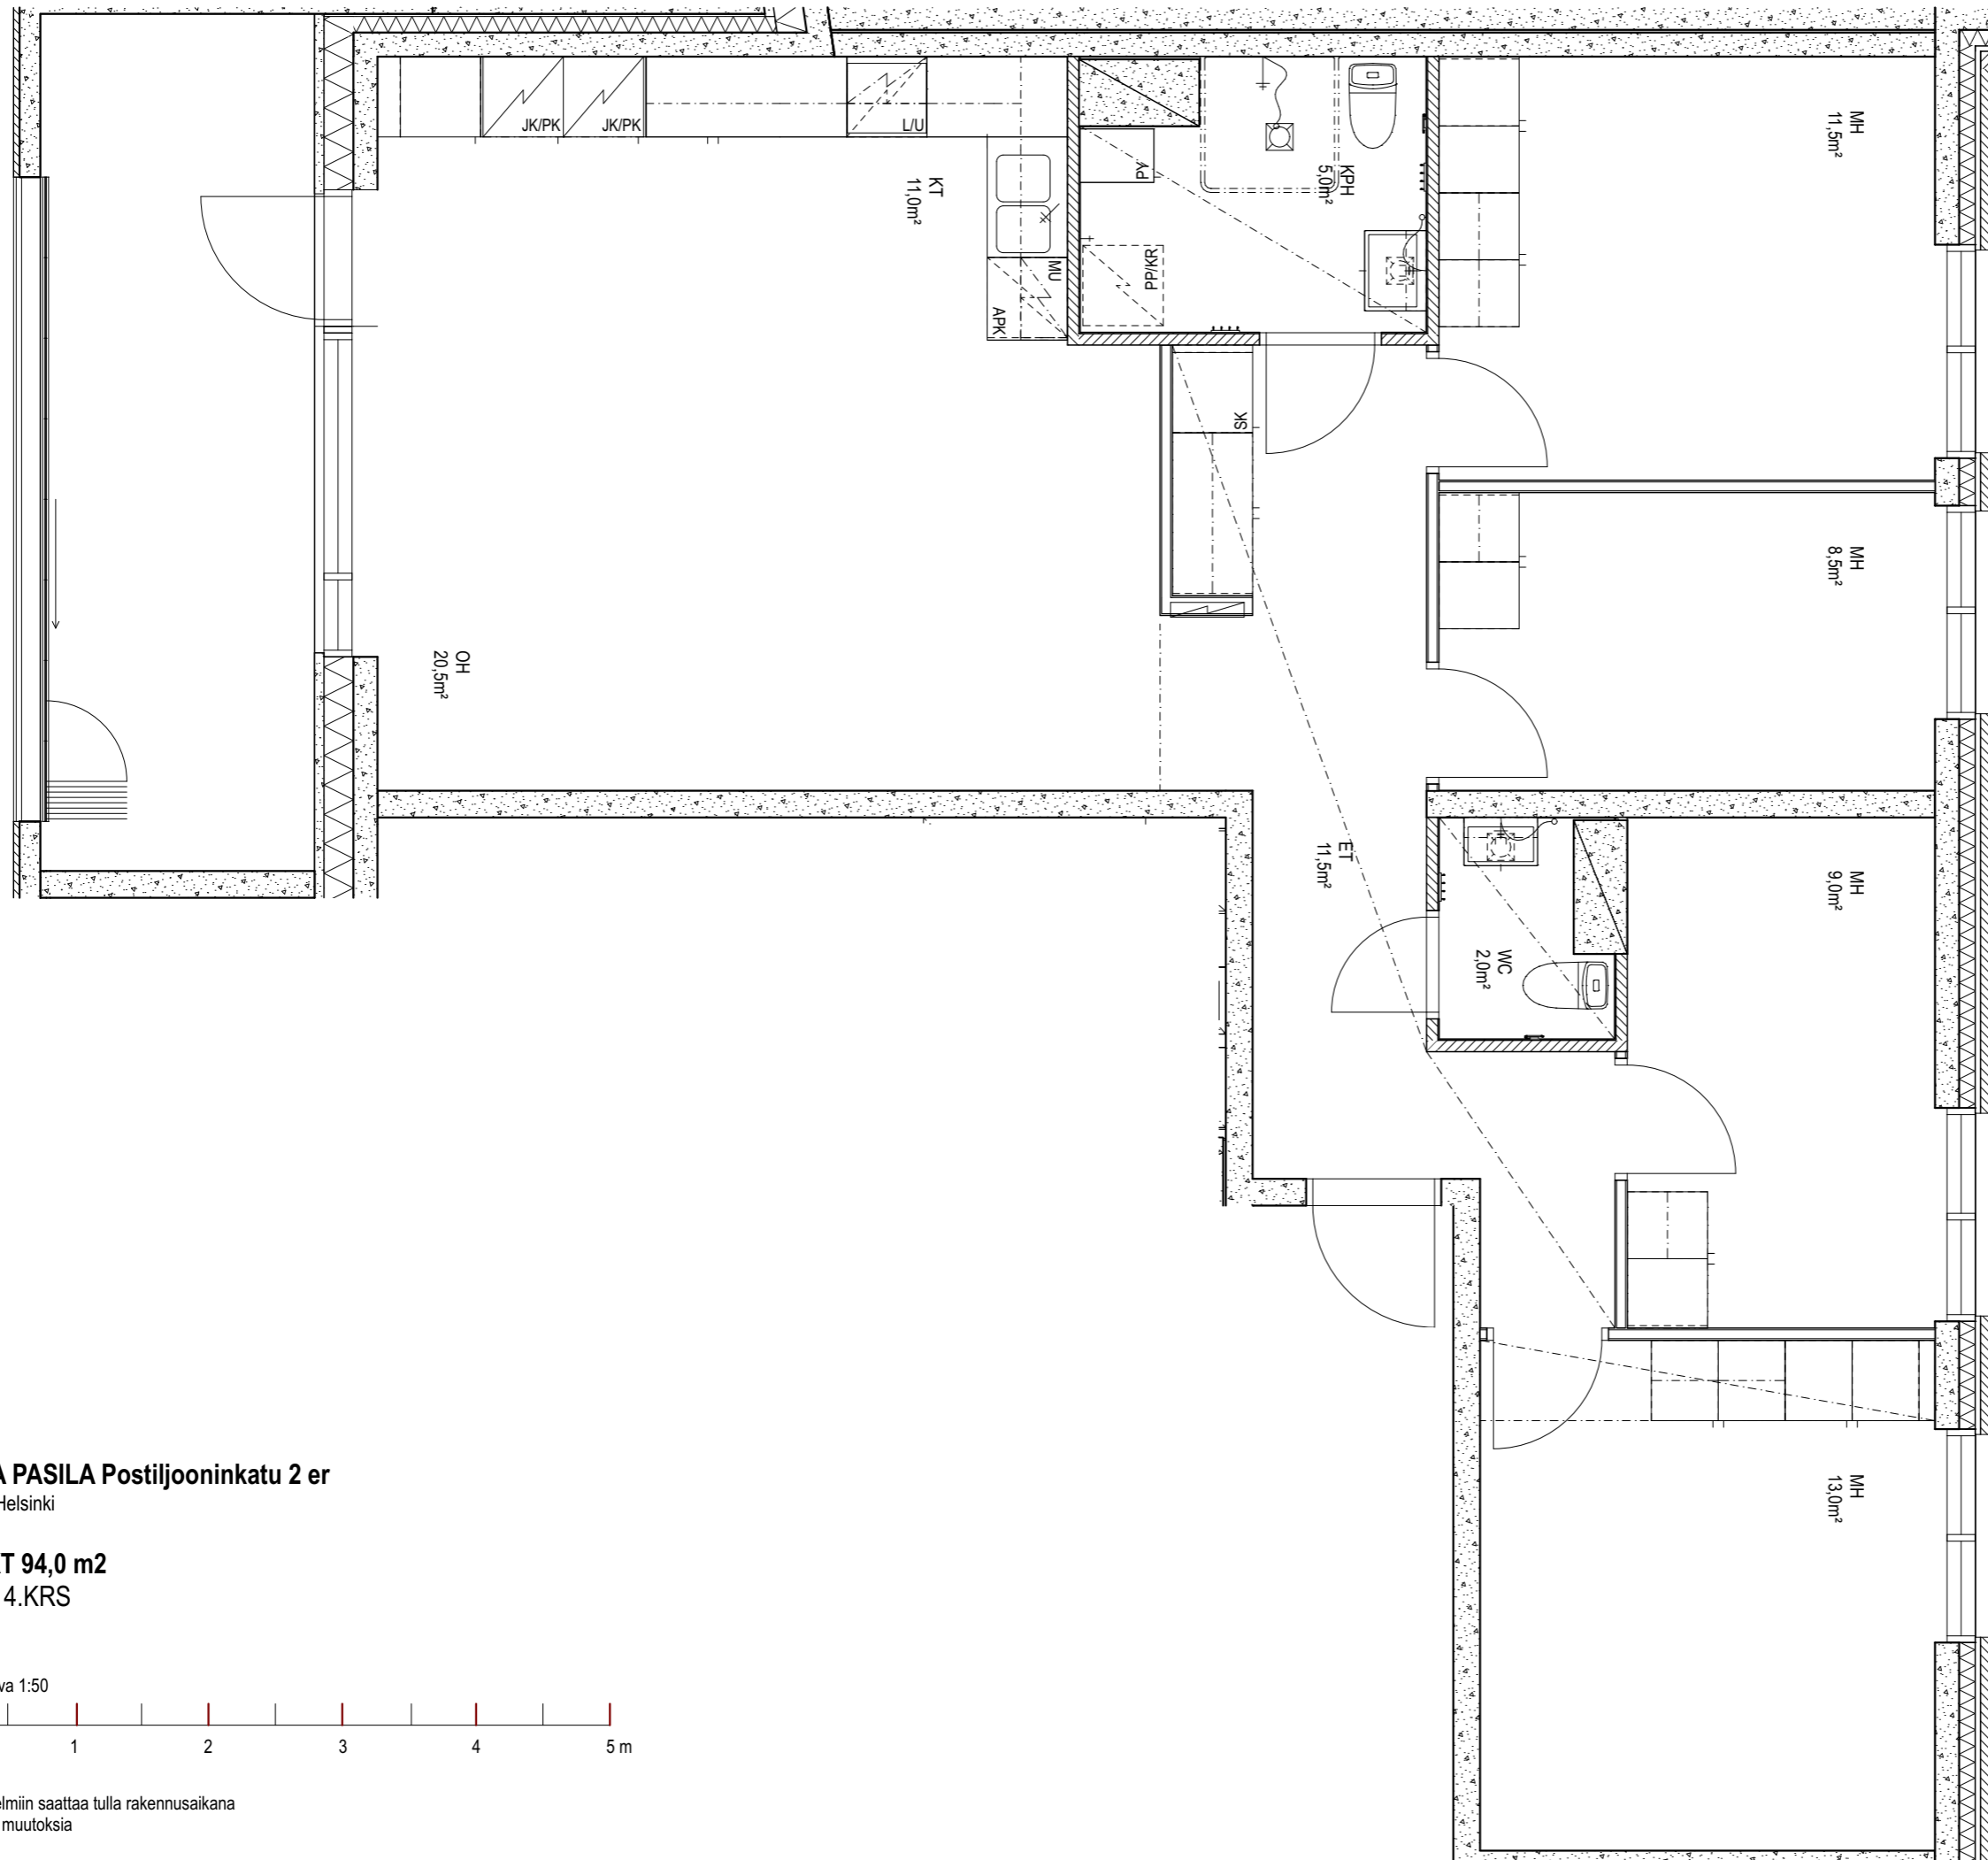 JK/PK
JK/PK
L/U
KT
11,0m²
MU
APK
PY
KPH
5,0m²
P/KR
SK
MH
11,5m²
MH
8,5m²
OH
20,5m²
ET
11,5m²
WC
2,0m²
MH
9,0m²
MH
13,0m²
A PASILA Postiljooninkatu 2 er
Helsinki
T 94,0 m2
4.KRS
va 1:50
1 2 3 4 5 m
elmiin saattaa tulla rakennusaikana
muutoksia